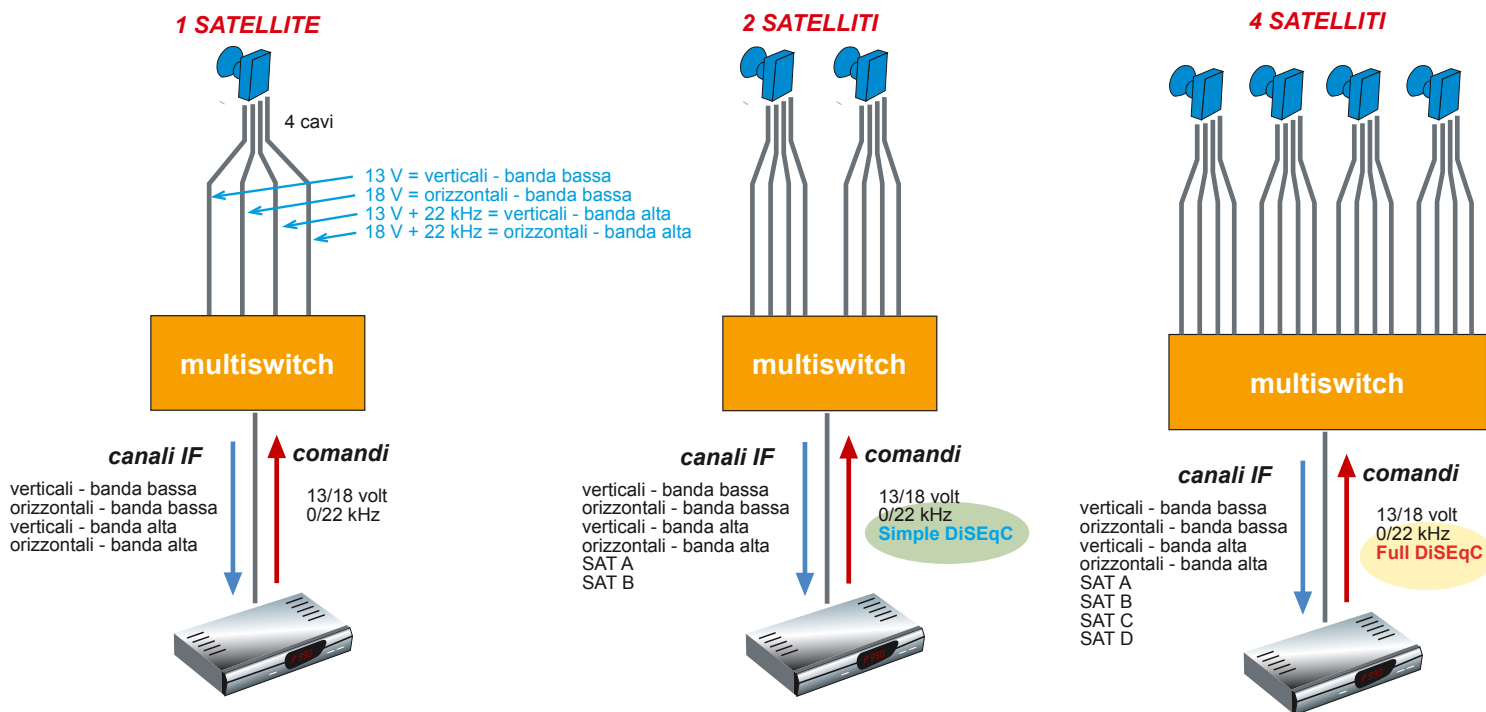 1 SATELLITE
4 cavi
13 V = verticali - banda bassa
18 V = orizzontali - banda bassa
13 V + 22 kHz = verticali - banda alta
18 V + 22 kHz = orizzontali - banda alta
multiswitch
canali IF
verticali - banda bassa
orizzontali - banda bassa
verticali - banda alta
orizzontali - banda alta
comandi
13/18 volt
0/22 kHz
P 990
2 SATELLITI
multiswitch
canali IF
verticali - banda bassa
orizzontali - banda bassa
verticali - banda alta
orizzontali - banda alta
SAT A
SAT B
comandi
13/18 volt
0/22 kHz
Simple DiSEqC
P 990
4 SATELLITI
multiswitch
canali IF
verticali - banda bassa
orizzontali - banda bassa
verticali - banda alta
orizzontali - banda alta
SAT A
SAT B
SAT C
SAT D
comandi
13/18 volt
0/22 kHz
Full DiSEqC
P 990